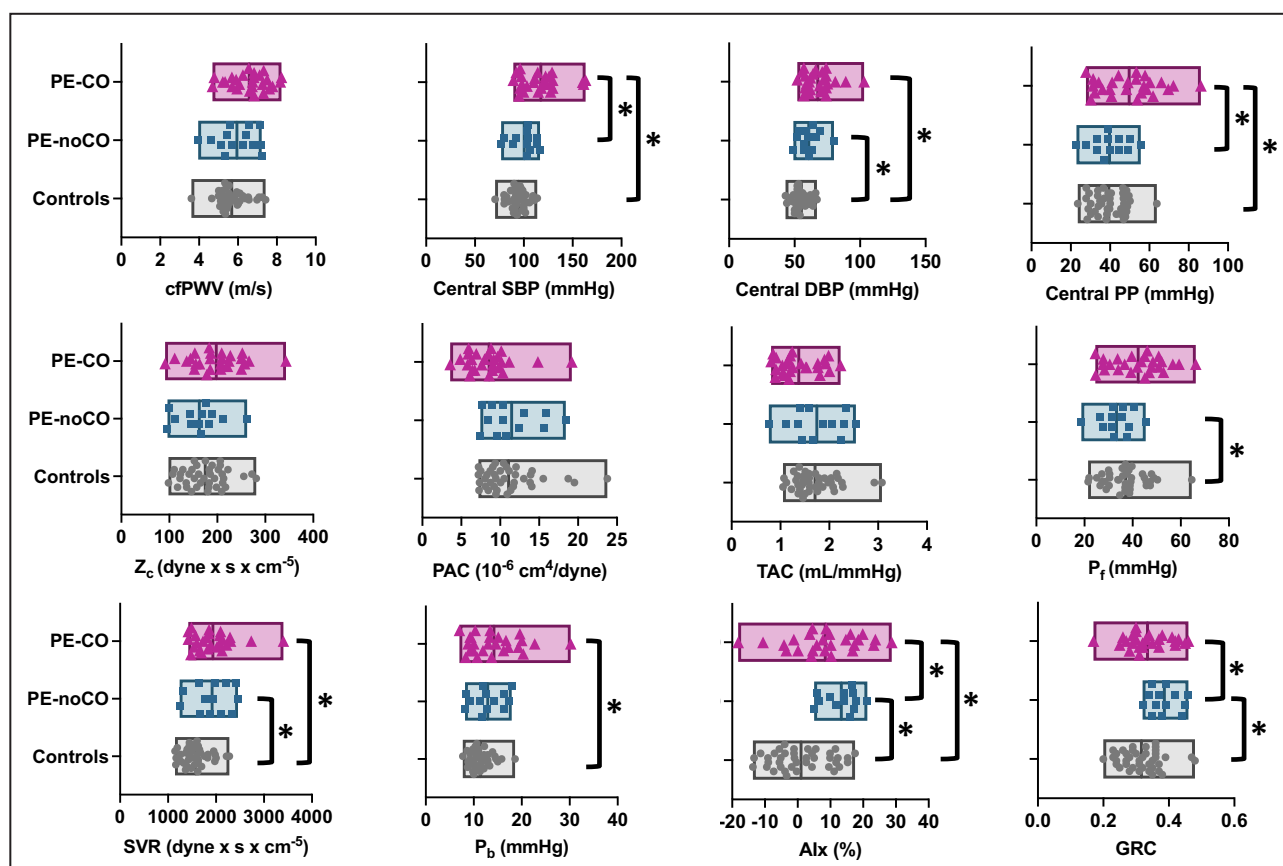 PE-CO
PE-noCO
Controls
* *
* *
* *
0 2 4 6 8 10
0 50 100 150 200
0 50 100 150
0 20 40 60 80 100
cfPWV (m/s)
Central SBP (mmHg)
Central DBP (mmHg)
Central PP (mmHg)
PE-CO
PE-noCO
Controls
*
0 100 200 300 400
0 5 10 15 20 25
0 1 2 3 4
0 20 40 60 80
Zc (dyne x s x cm-5)
PAC (10-6 cm4/dyne)
TAC (mL/mmHg)
Pf (mmHg)
PE-CO
PE-noCO
Controls
* *
*
* * *
* *
0 1000 2000 3000 4000
0 10 20 30 40
-20 -10 0 10 20 30 40
0.0 0.2 0.4 0.6
SVR (dyne x s x cm-5)
Pb (mmHg)
AIx (%)
GRC